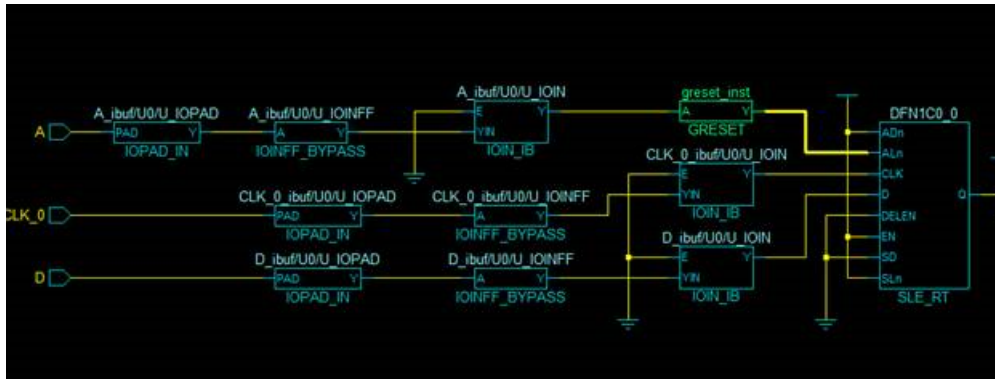 A_ibuf/U0/U_IOIN greset_inst
A_ibuf/U0/U_IOPAD A_ibuf/U0/U_IOINFF E Y A Y DFN1C0_0
A PAD Y A Y YIN GRESET ADn
IOPAD_IN IOINFF_BYPASS IOIN_IB ALn
CLK_0_ibuf/U0/U_IOIN
E Y CLK
CLK_0_ibuf/U0/U_IOPAD CLK_0_ibuf/U0/U_IOINFF YIN D Q
CLK_0 PAD Y A Y IOIN_IB DELEN
IOPAD_IN IOINFF_BYPASS EN
D_ibuf/U0/U_IOIN
D_ibuf/U0/U_IOPAD D_ibuf/U0/U_IOINFF E Y SD
D PAD Y A Y YIN SLn
IOPAD_IN IOINFF_BYPASS IOIN_IB SLE_RT